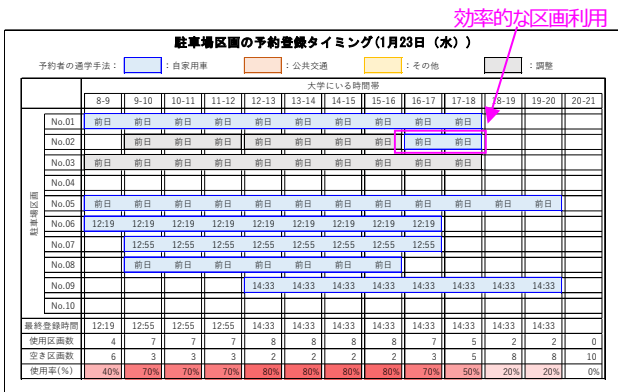 効率的な区画利用
駐車場区画の予約登録タイミング(1月23日（水）)
予約者の通学手法： ：自家用車 ：公共交通 ：その他 ：調整
大学にいる時間帯
8-9 9-10 10-11 11-12 12-13 13-14 14-15 15-16 16-17 17-18 18-19 19-20 20-21
駐車場区画
No.01 前日 前日 前日 前日 前日 前日 前日 前日 前日 前日
No.02 前日 前日 前日 前日 前日 前日 前日 前日 前日
No.03 前日 前日 前日 前日 前日 前日 前日 前日 前日 前日
No.04
No.05 前日 前日 前日 前日 前日 前日 前日 前日 前日 前日 前日 前日
No.06 12:19 12:19 12:19 12:19 12:19 12:19 12:19 12:19 12:19
No.07 12:55 12:55 12:55 12:55 12:55 12:55 12:55 12:55
No.08 前日 前日 前日 前日 前日 前日 前日
No.09 14:33 14:33 14:33 14:33 14:33 14:33 14:33 14:33
No.10
最終登録時間 12:19 12:55 12:55 12:55 14:33 14:33 14:33 14:33 14:33 14:33 14:33 14:33
使用区画数 4 7 7 7 8 8 8 8 7 5 2 2 0
空き区画数 6 3 3 3 2 2 2 2 3 5 8 8 10
使用率(%) 40% 70% 70% 70% 80% 80% 80% 80% 70% 50% 20% 20% 0%